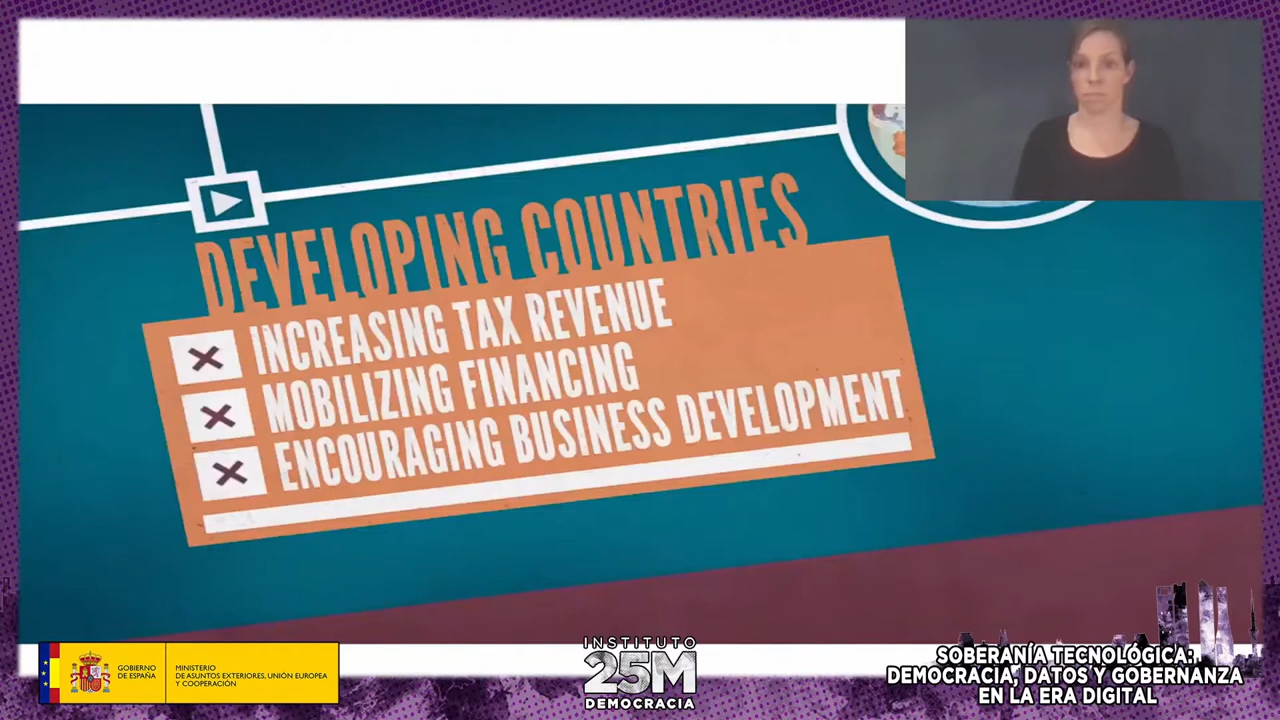 DEVELOPING COUNTRIES
INCREASING TAX REVENUE
MOBILIZING FINANCING
ENCOURAGING BUSINESS DEVELOPMENT
GOBIERNO
DE ESPAÑA
MINISTERIO
DE ASUNTOS EXTERIORES, UNIÓN EUROPEA
Y COOPERACIÓN
INSTITUTO
25M
DEMOCRACIA
SOBERANÍA TECNOLÓGICA:
DEMOCRACIA, DATOS Y GOBERNANZA
EN LA ERA DIGITAL